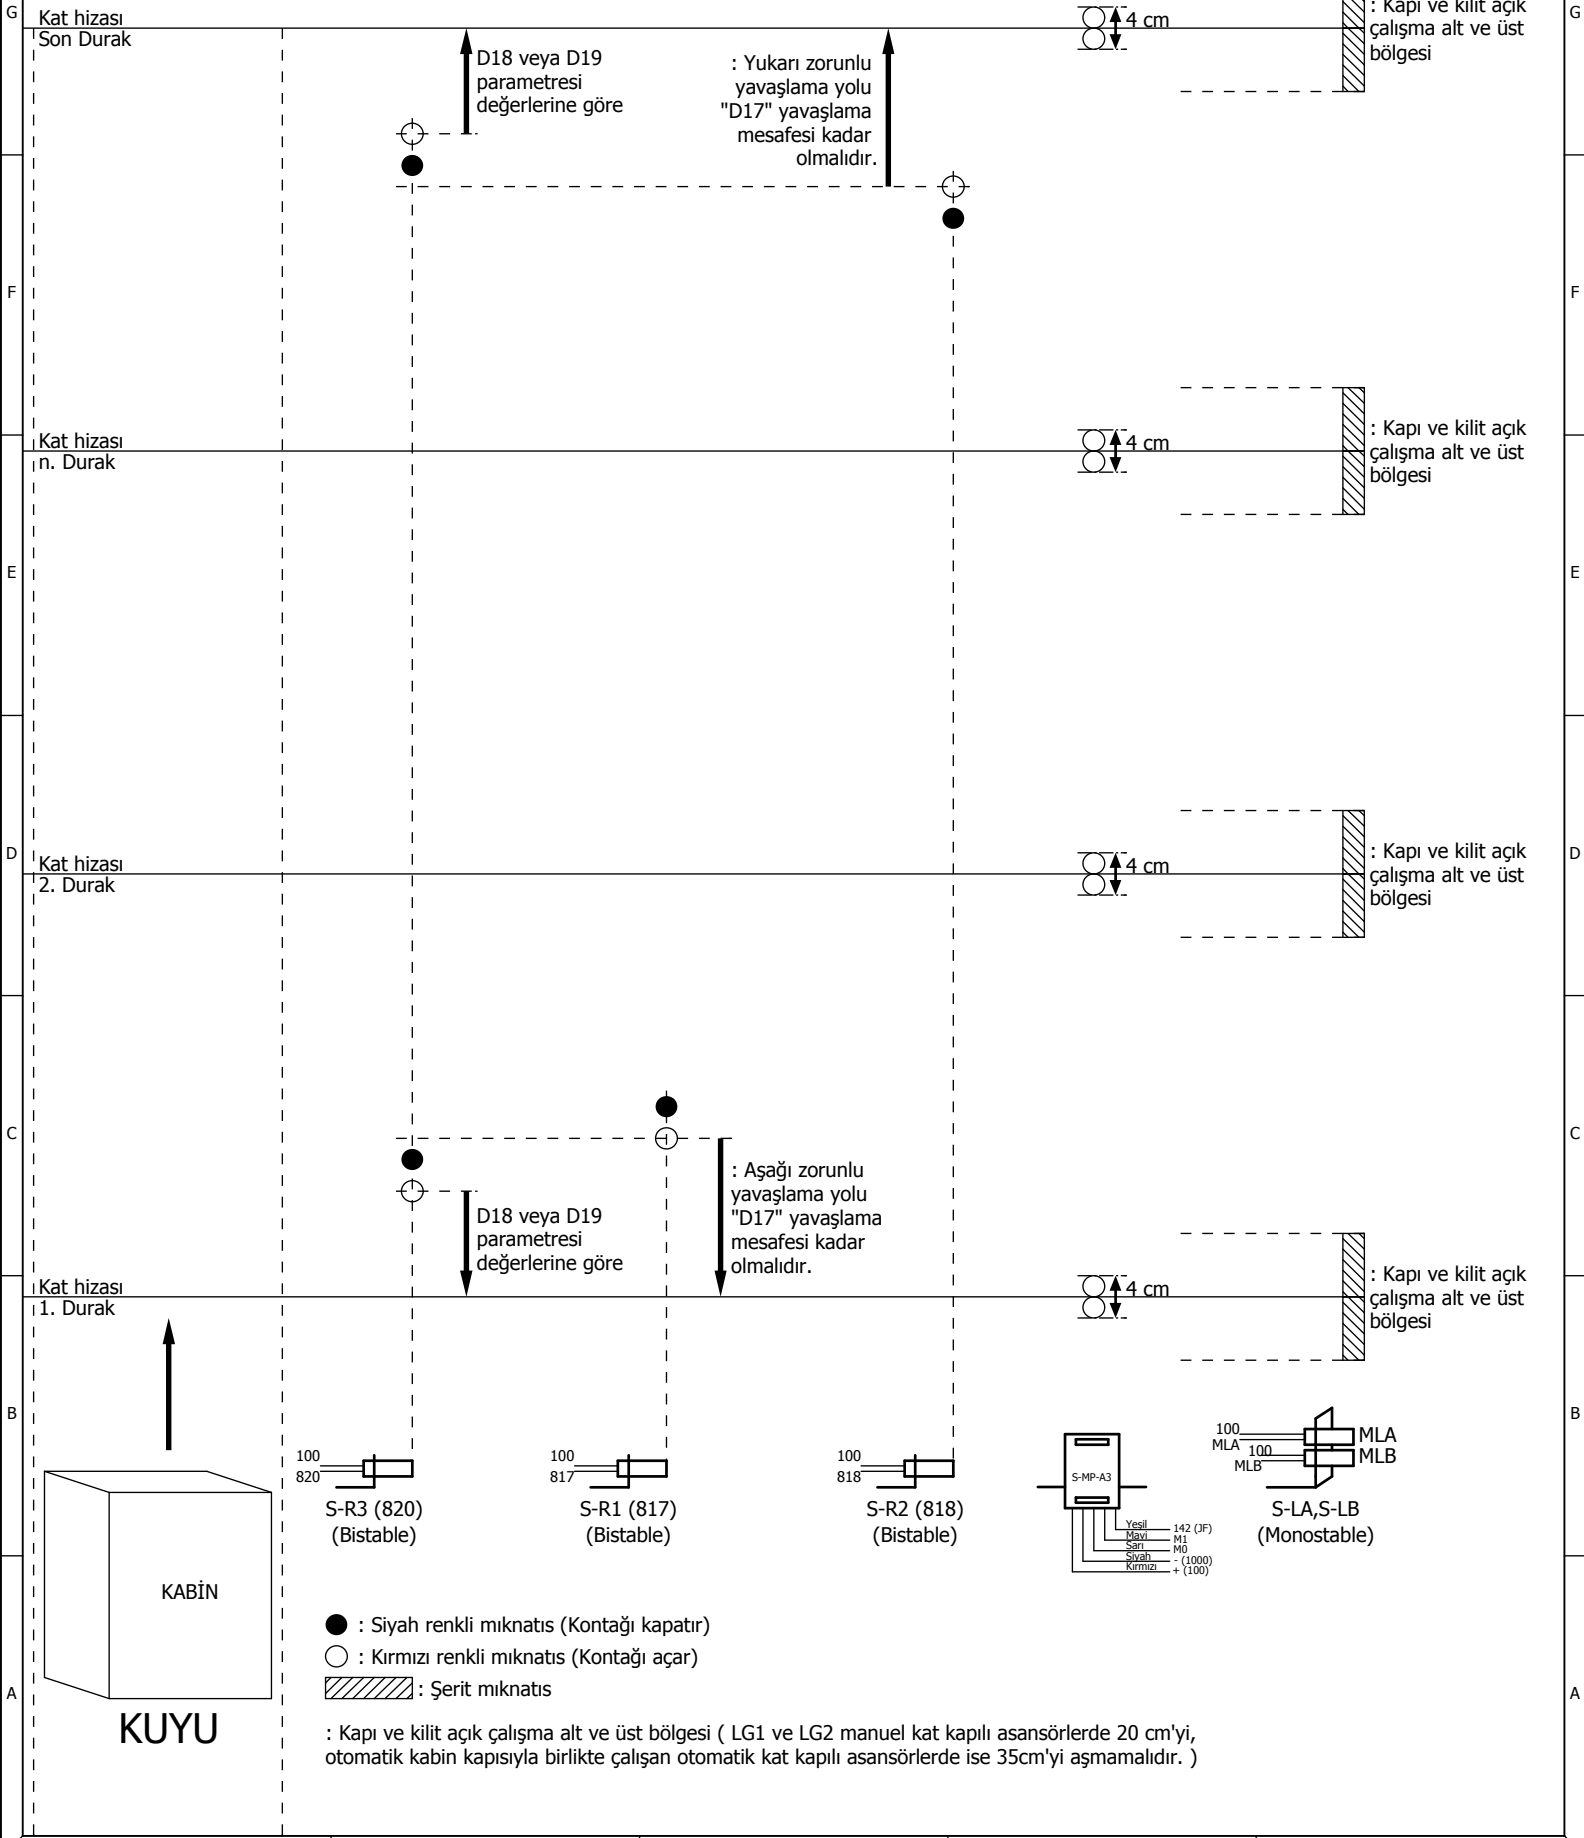 G
G
Kat hizası
Son Durak
4 cm
: Kapı ve kilit açık
çalışma alt ve üst
bölgesi
D18 veya D19
parametresi
değerlerine göre
: Yukarı zorunlu
yavaşlama yolu
"D17" yavaşlama
mesafesi kadar
olmalıdır.
F
F
Kat hizası
n. Durak
4 cm
: Kapı ve kilit açık
çalışma alt ve üst
bölgesi
E
E
D
D
Kat hizası
2. Durak
4 cm
: Kapı ve kilit açık
çalışma alt ve üst
bölgesi
C
C
D18 veya D19
parametresi
değerlerine göre
: Aşağı zorunlu
yavaşlama yolu
"D17" yavaşlama
mesafesi kadar
olmalıdır.
Kat hizası
1. Durak
4 cm
: Kapı ve kilit açık
çalışma alt ve üst
bölgesi
B
B
100
820
S-R3 (820)
(Bistable)
100
817
S-R1 (817)
(Bistable)
100
818
S-R2 (818)
(Bistable)
S-MP-A3
Yeşil 142 (JF)
Mavi M1
Sarı M0
Siyah - (1000)
Kırmızı + (100)
100
MLA
100
MLB
MLA
MLB
S-LA,S-LB
(Monostable)
KABİN
KUYU
A
A
: Siyah renkli mıknatıs (Kontağı kapatır)
: Kırmızı renkli mıknatıs (Kontağı açar)
: Şerit mıknatıs
: Kapı ve kilit açık çalışma alt ve üst bölgesi ( LG1 ve LG2 manuel kat kapılı asansörlerde 20 cm'yi,
otomatik kabin kapısıyla birlikte çalışan otomatik kat kapılı asansörlerde ise 35cm'yi aşmamalıdır. )